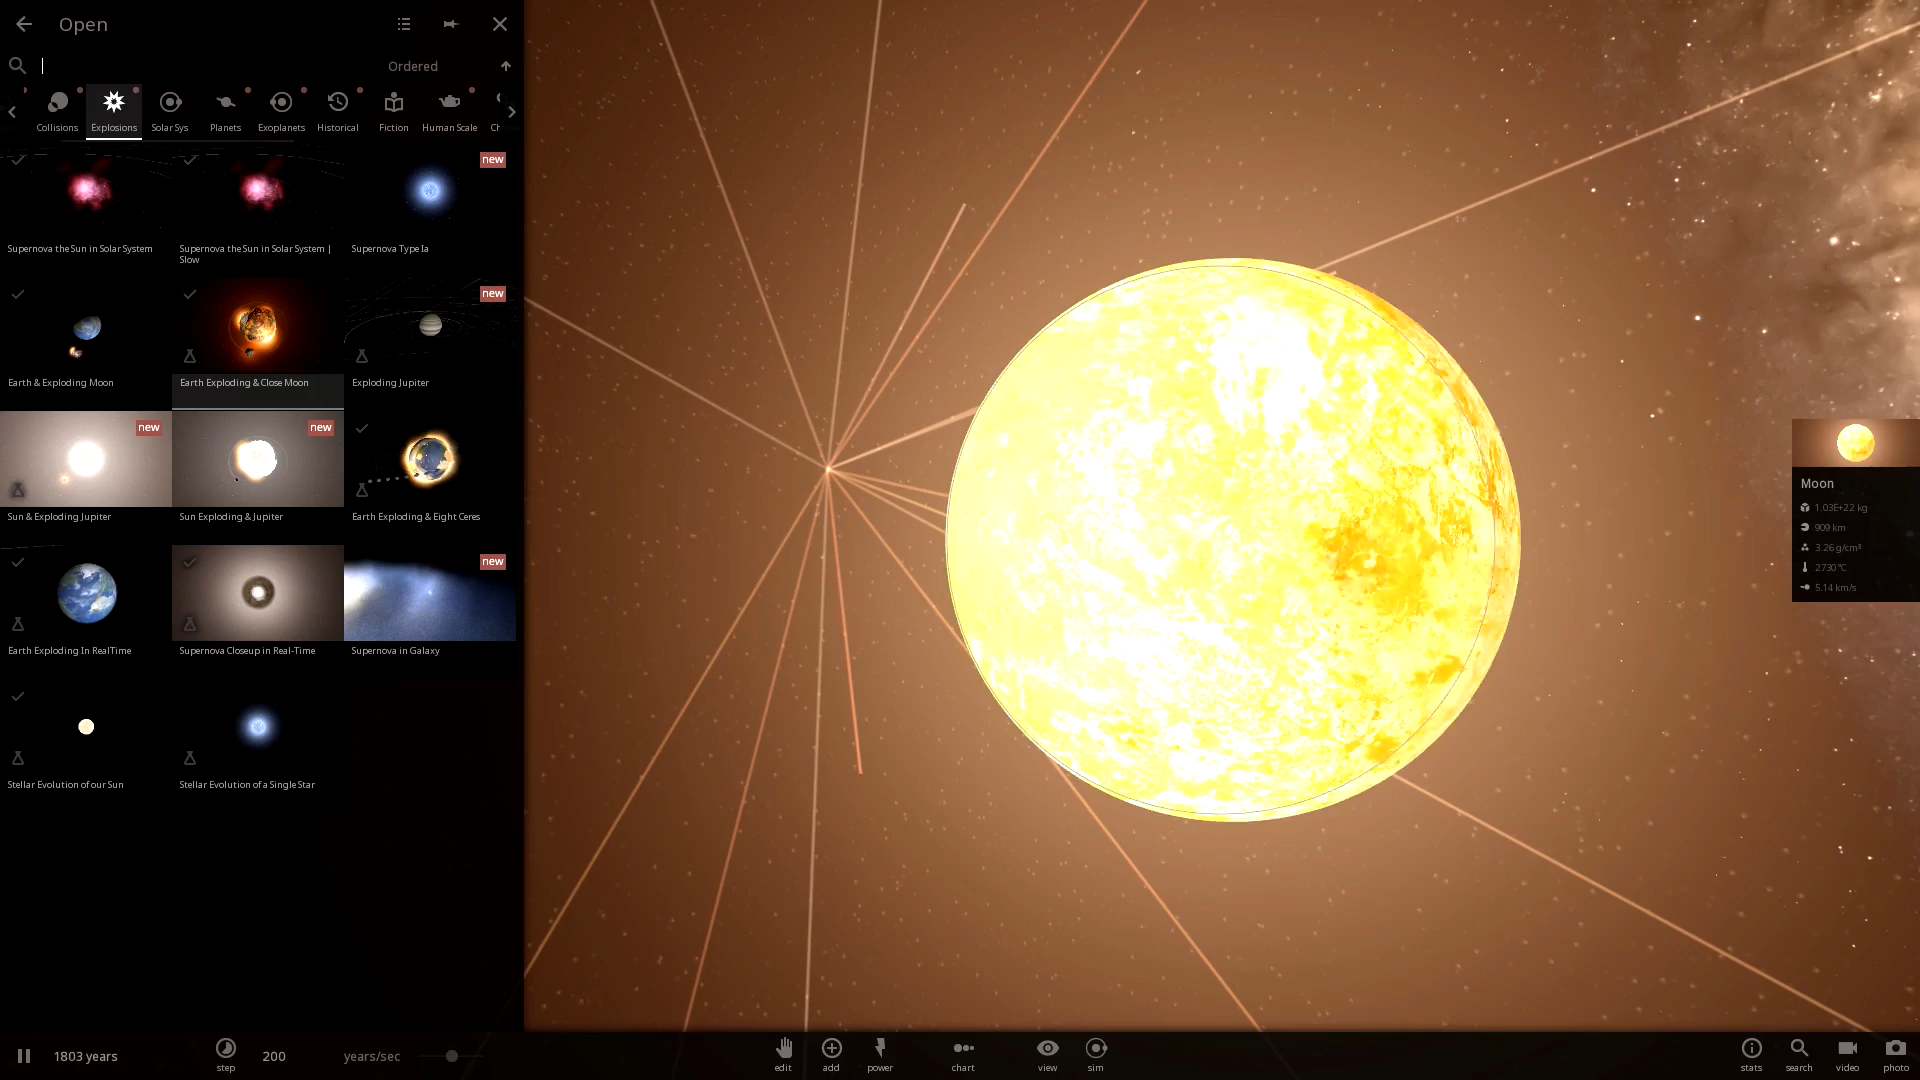 Open
Ordered
Collisions
Explosions
Solar Sys
Planets
Exoplanets
Historical
Fiction
Human Scale
Ch
Supernova the Sun in Solar System
Supernova the Sun in Solar System |
Slow
new
Supernova Type Ia
Earth & Exploding Moon
Earth Exploding & Close Moon
new
Exploding Jupiter
new
Sun & Exploding Jupiter
new
Sun Exploding & Jupiter
Earth Exploding & Eight Ceres
Earth Exploding In RealTime
Supernova Closeup in Real-Time
new
Supernova in Galaxy
Stellar Evolution of our Sun
Stellar Evolution of a Single Star
Moon
1.03E+22 kg
909 km
3.26 g/cm³
2730 °C
5.14 km/s
1803 years
step
200
years/sec
edit
add
power
chart
view
sim
stats
search
video
photo